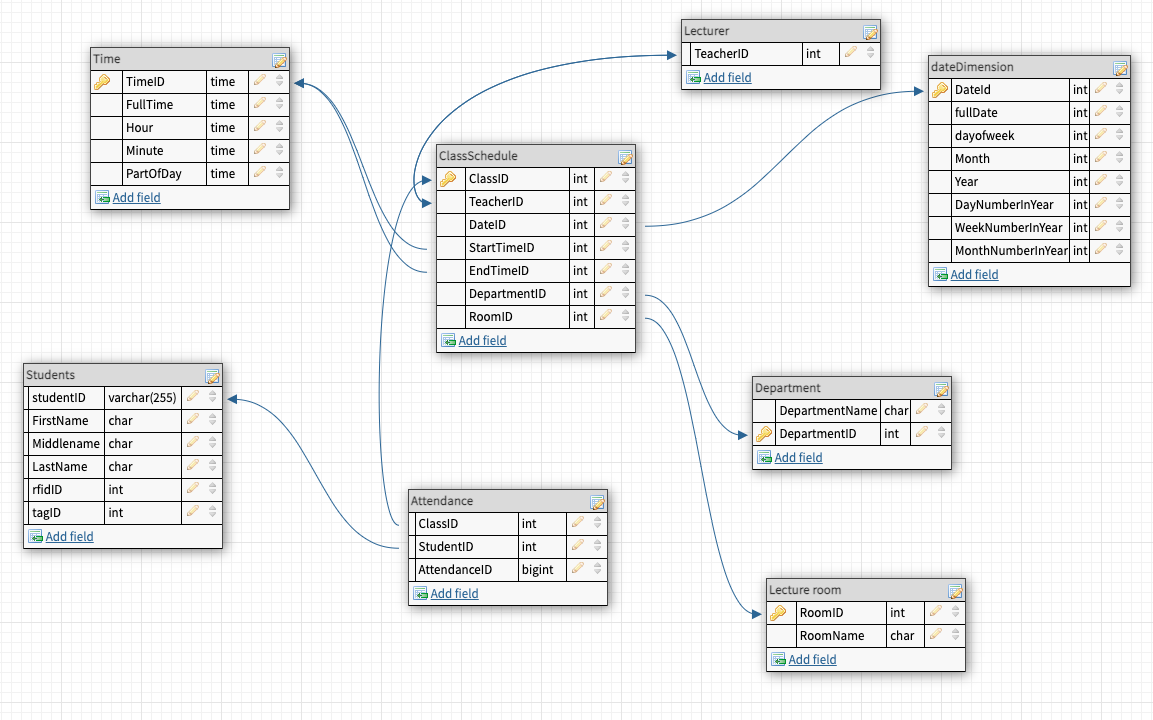 Time
TimeID time
FullTime time
Hour time
Minute time
PartOfDay time
Add field
Lecturer
TeacherID int
Add field
dateDimension
DateId int
fullDate int
dayofweek int
Month int
Year int
DayNumberInYear int
WeekNumberInYear int
MonthNumberInYear int
Add field
ClassSchedule
ClassID int
TeacherID int
DateID int
StartTimeID int
EndTimeID int
DepartmentID int
RoomID int
Add field
Students
studentID varchar(255)
FirstName char
Middlename char
LastName char
rfidID int
tagID int
Add field
Department
DepartmentName char
DepartmentID int
Add field
Attendance
ClassID int
StudentID int
AttendanceID bigint
Add field
Lecture room
RoomID int
RoomName char
Add field